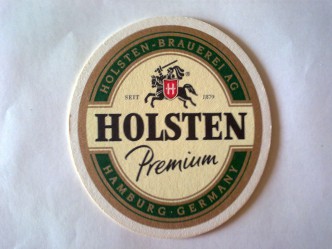 HOLSTEN-BRAUEREI AG
H
SEIT 1879
HOLSTEN
Premium
HAMBURG·GERMANY